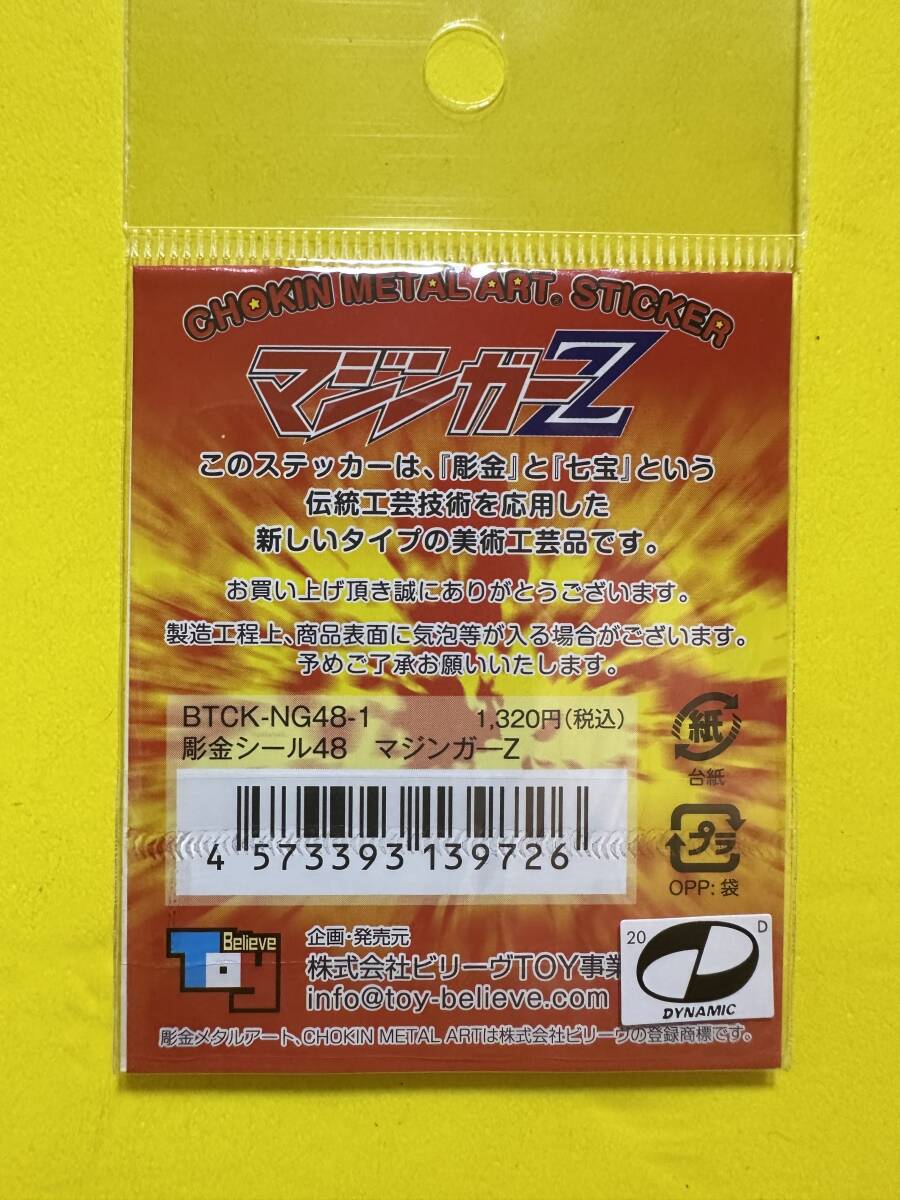 CHOKIN METAL ART® STICKER
マジンガーZ
このステッカーは、『彫金』と『七宝』という
伝統工芸技術を応用した
新しいタイプの美術工芸品です。
お買い上げ頂き誠にありがとうございます。
製造工程上、商品表面に気泡等が入る場合がございます。
予めご了承お願いいたします。
BTCK-NG48-1 1,320円(税込)
彫金シール48 マジンガーZ
紙
台紙
4 573393 139726
プラ
OPP: 袋
Believe
TOY
企画・発売元
株式会社ビリーヴTOY事業
info@toy-believe.com
20 D
DYNAMIC
彫金メタルアート、CHOKIN METAL ARTは株式会社ビリーヴの登録商標です。